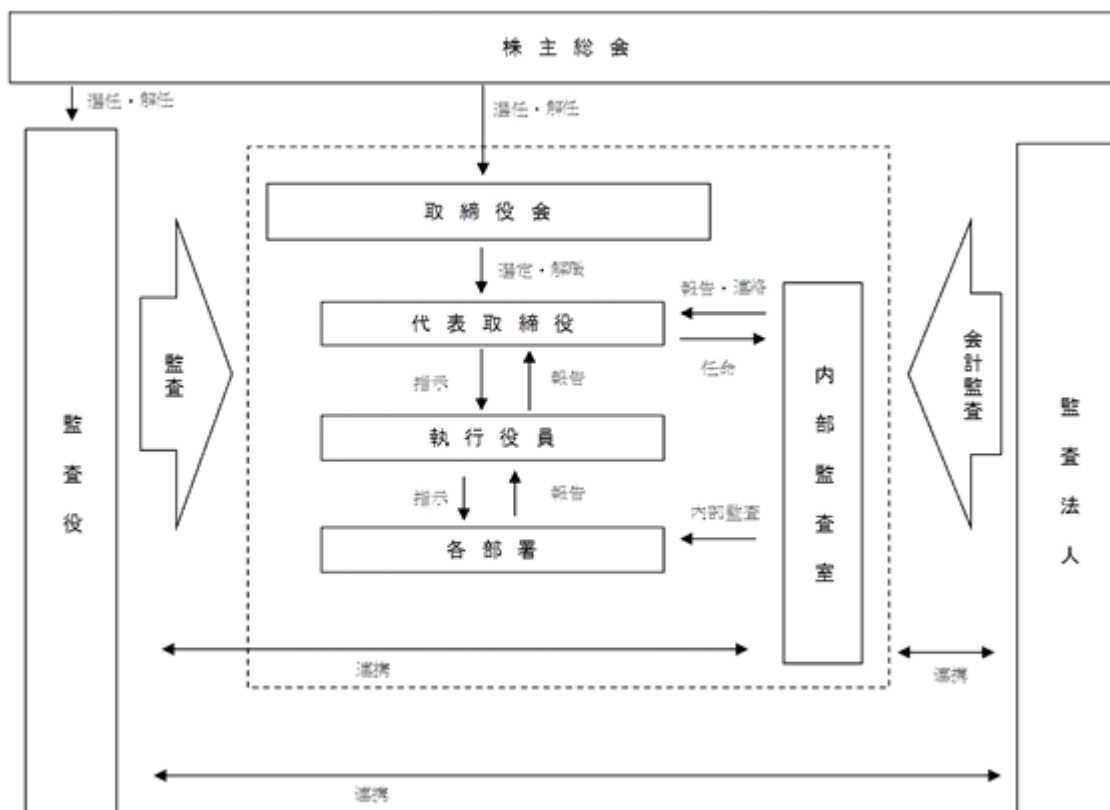 株主総会
選任・解任
選任・解任
取締役会
選定・解職
代表取締役
報告・連絡
任命
指示
報告
執行役員
指示
報告
各部署
内部監査
内部監査室
監査
会計監査
監査役
監査法人
連携
連携
連携